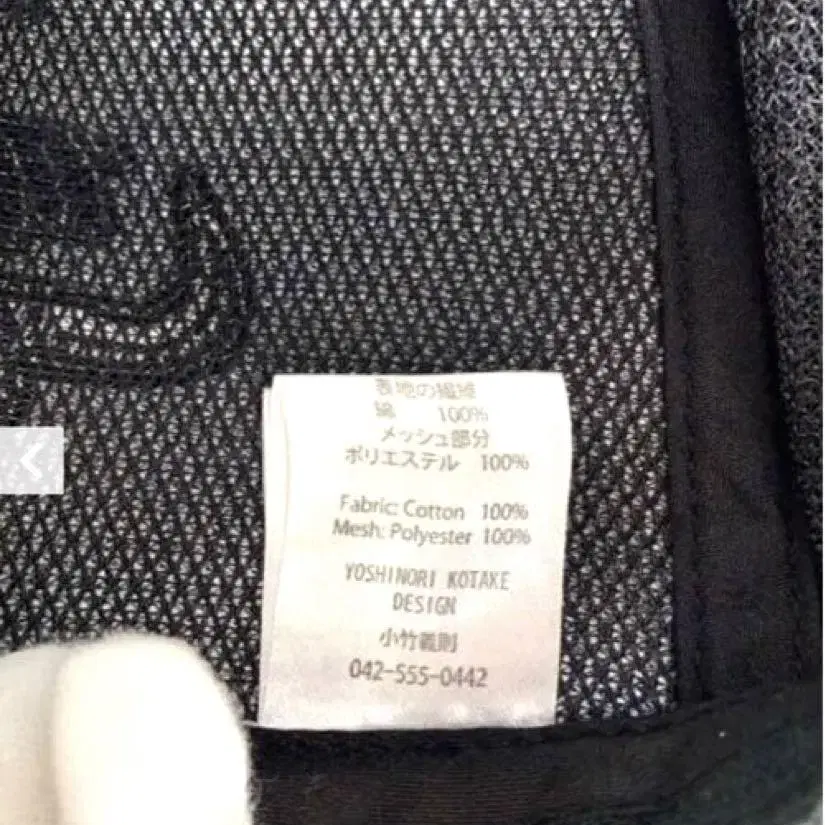 表地の繊維
綿 100%
メッシュ部分
ポリエステル 100%
Fabric: Cotton 100%
Mesh: Polyester 100%
YOSHINORI KOTAKE
DESIGN
小竹義則
042-555-0442